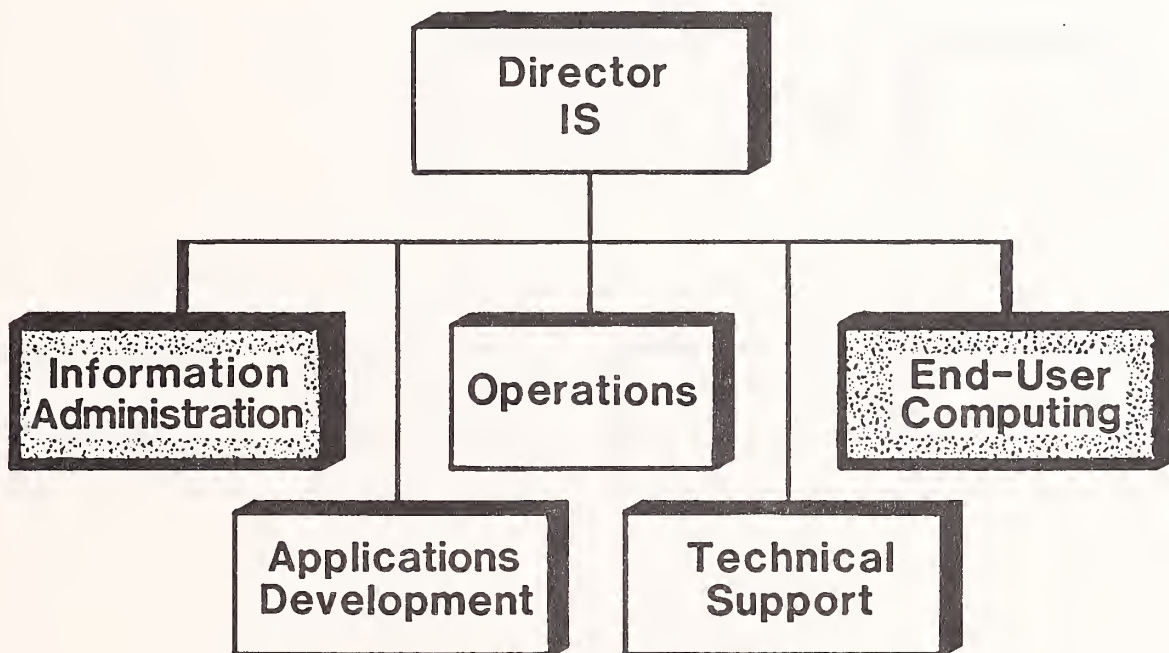 Director
IS
Information
Administration
Operations
End-User
Computing
Applications
Development
Technical
Support